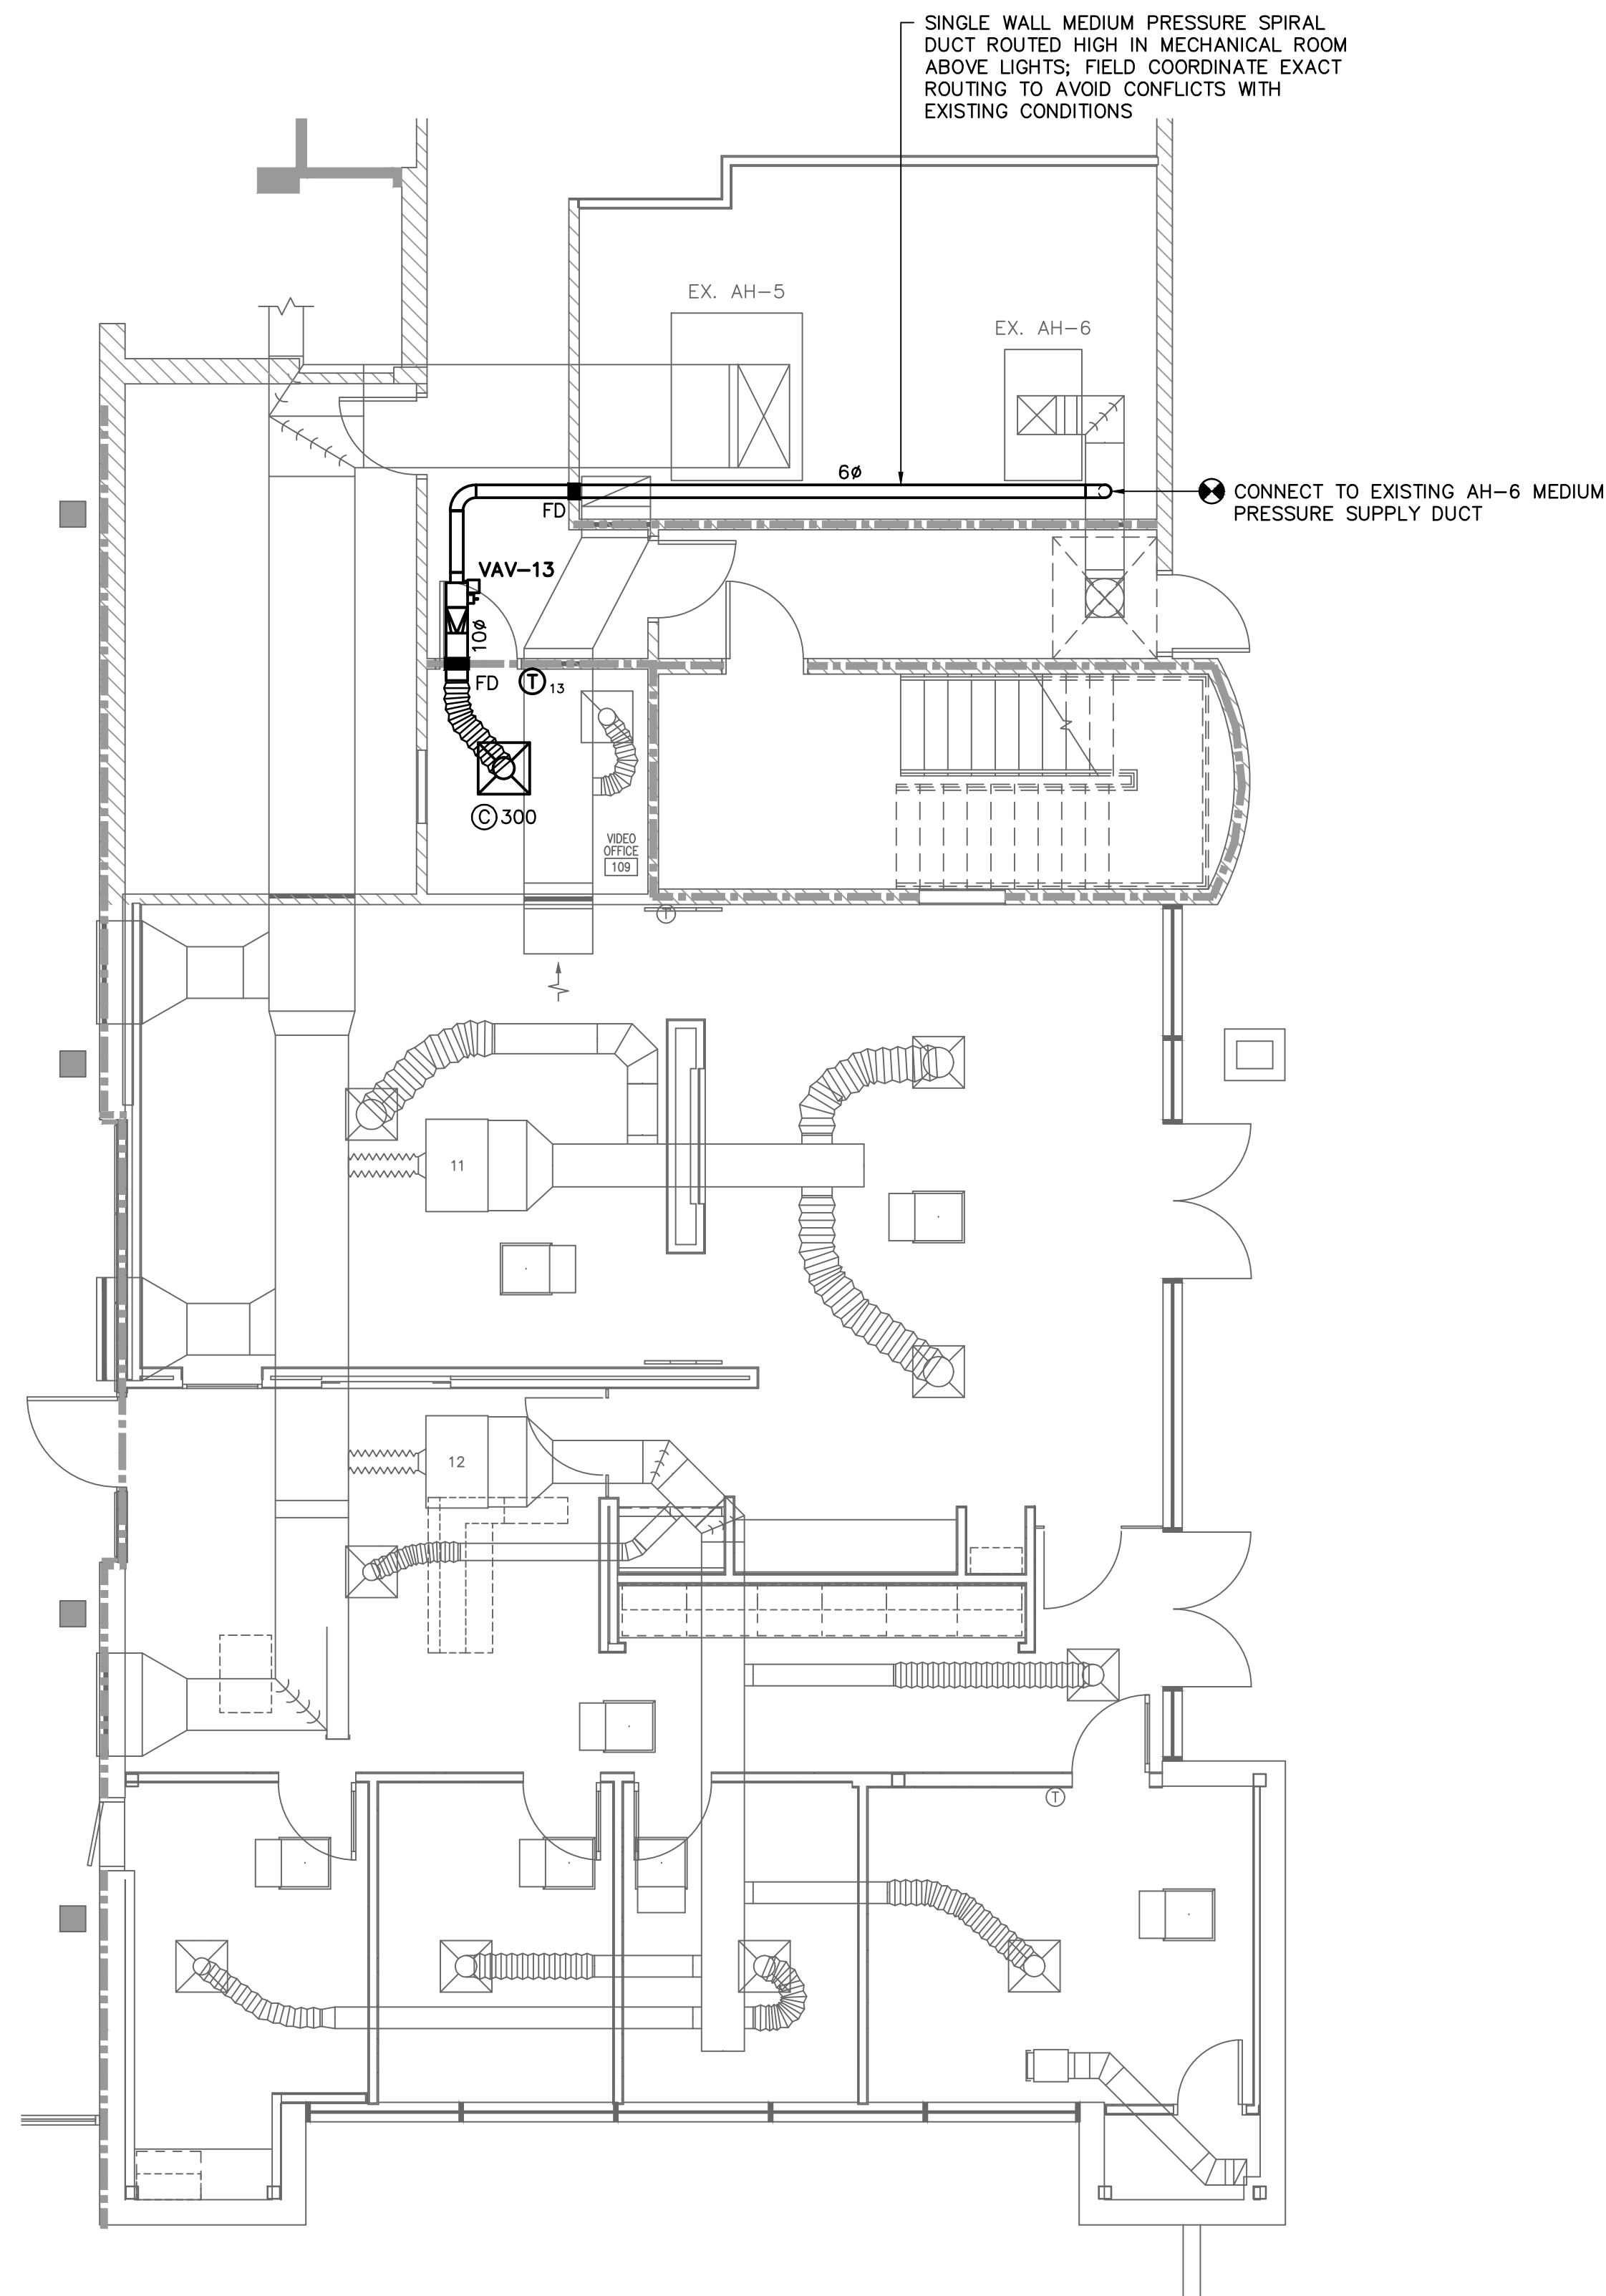 SINGLE WALL MEDIUM PRESSURE SPIRAL
DUCT ROUTED HIGH IN MECHANICAL ROOM
ABOVE LIGHTS; FIELD COORDINATE EXACT
ROUTING TO AVOID CONFLICTS WITH
EXISTING CONDITIONS
EX. AH-5
EX. AH-6
6ø
FD
CONNECT TO EXISTING AH-6 MEDIUM
PRESSURE SUPPLY DUCT
VAV-13
10ø
FD
T 13
C 300
VIDEO
OFFICE
109
T
11
12
T